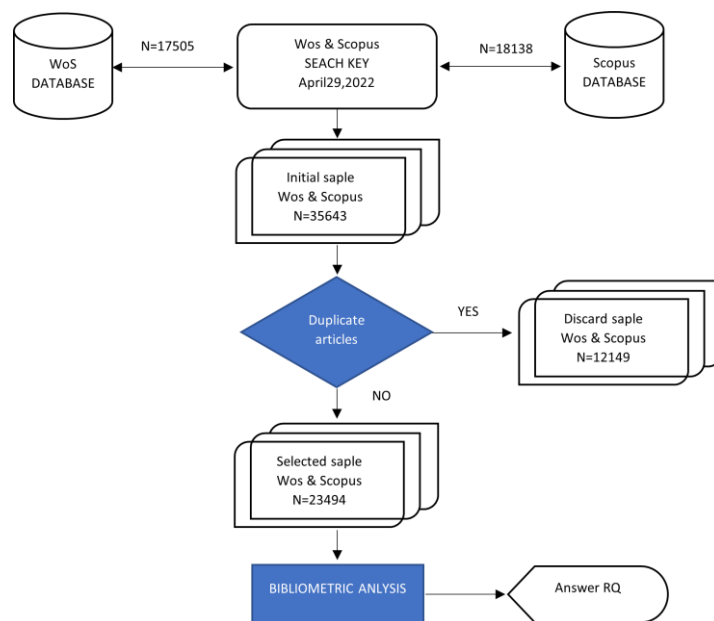 WoS
DATABASE
N=17505
Wos & Scopus
SEACH KEY
April29,2022
N=18138
Scopus
DATABASE
Initial saple
Wos & Scopus
N=35643
Duplicate
articles
YES
Discard saple
Wos & Scopus
N=12149
NO
Selected saple
Wos & Scopus
N=23494
BIBLIOMETRIC ANLYSIS
Answer RQ